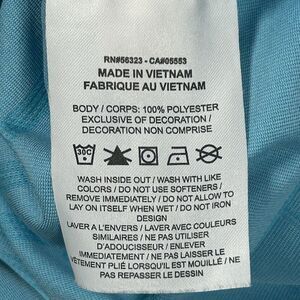 RN#56323 - CA#05553
MADE IN VIETNAM
FABRIQUE AU VIETNAM
BODY / CORPS: 100% POLYESTER
EXCLUSIVE OF DECORATION /
DECORATION NON COMPRISE
30C
WASH INSIDE OUT / WASH WITH LIKE
COLORS / DO NOT USE SOFTENERS /
REMOVE IMMEDIATELY / DO NOT ALLOW TO
LAY ON ITSELF WHEN WET / DO NOT IRON
DESIGN
LAVER A L'ENVERS / LAVER AVEC COULEURS
SIMILAIRES / NE PAS UTILISER
D'ADOUCISSEUR / ENLEVER
IMMEDIATEMENT / NE PAS LAISSER LE
VETEMENT PLIÉ LORSQU'IL EST MOUILLÉ / NE
PAS REPASSER LE DESSIN